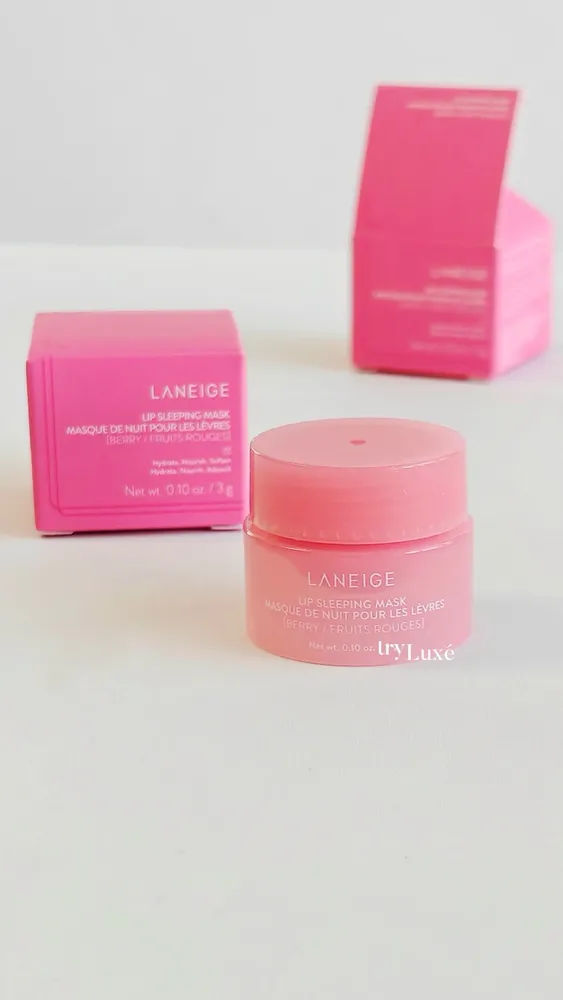 LANEIGE
LIP SLEEPING MASK
MASQUE DE NUIT POUR LES LÈVRES
[BERRY / FRUITS ROUGES]
Hydrate, Nourish, Soften
Hydrate, Nourrit, Adoucit
Net wt. 0.10 oz. / 3 g
LANEIGE
LIP SLEEPING MASK
MASQUE DE NUIT POUR LES LÈVRES
[BERRY / FRUITS ROUGES]
Net wt. 0.10 oz.
tryLuxé
LANEIGE